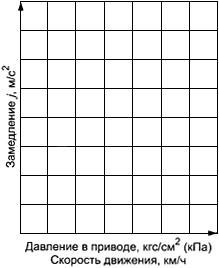 Замедление j, м/с²
Давление в приводе, кгс/см² (кПа)
Скорость движения, км/ч